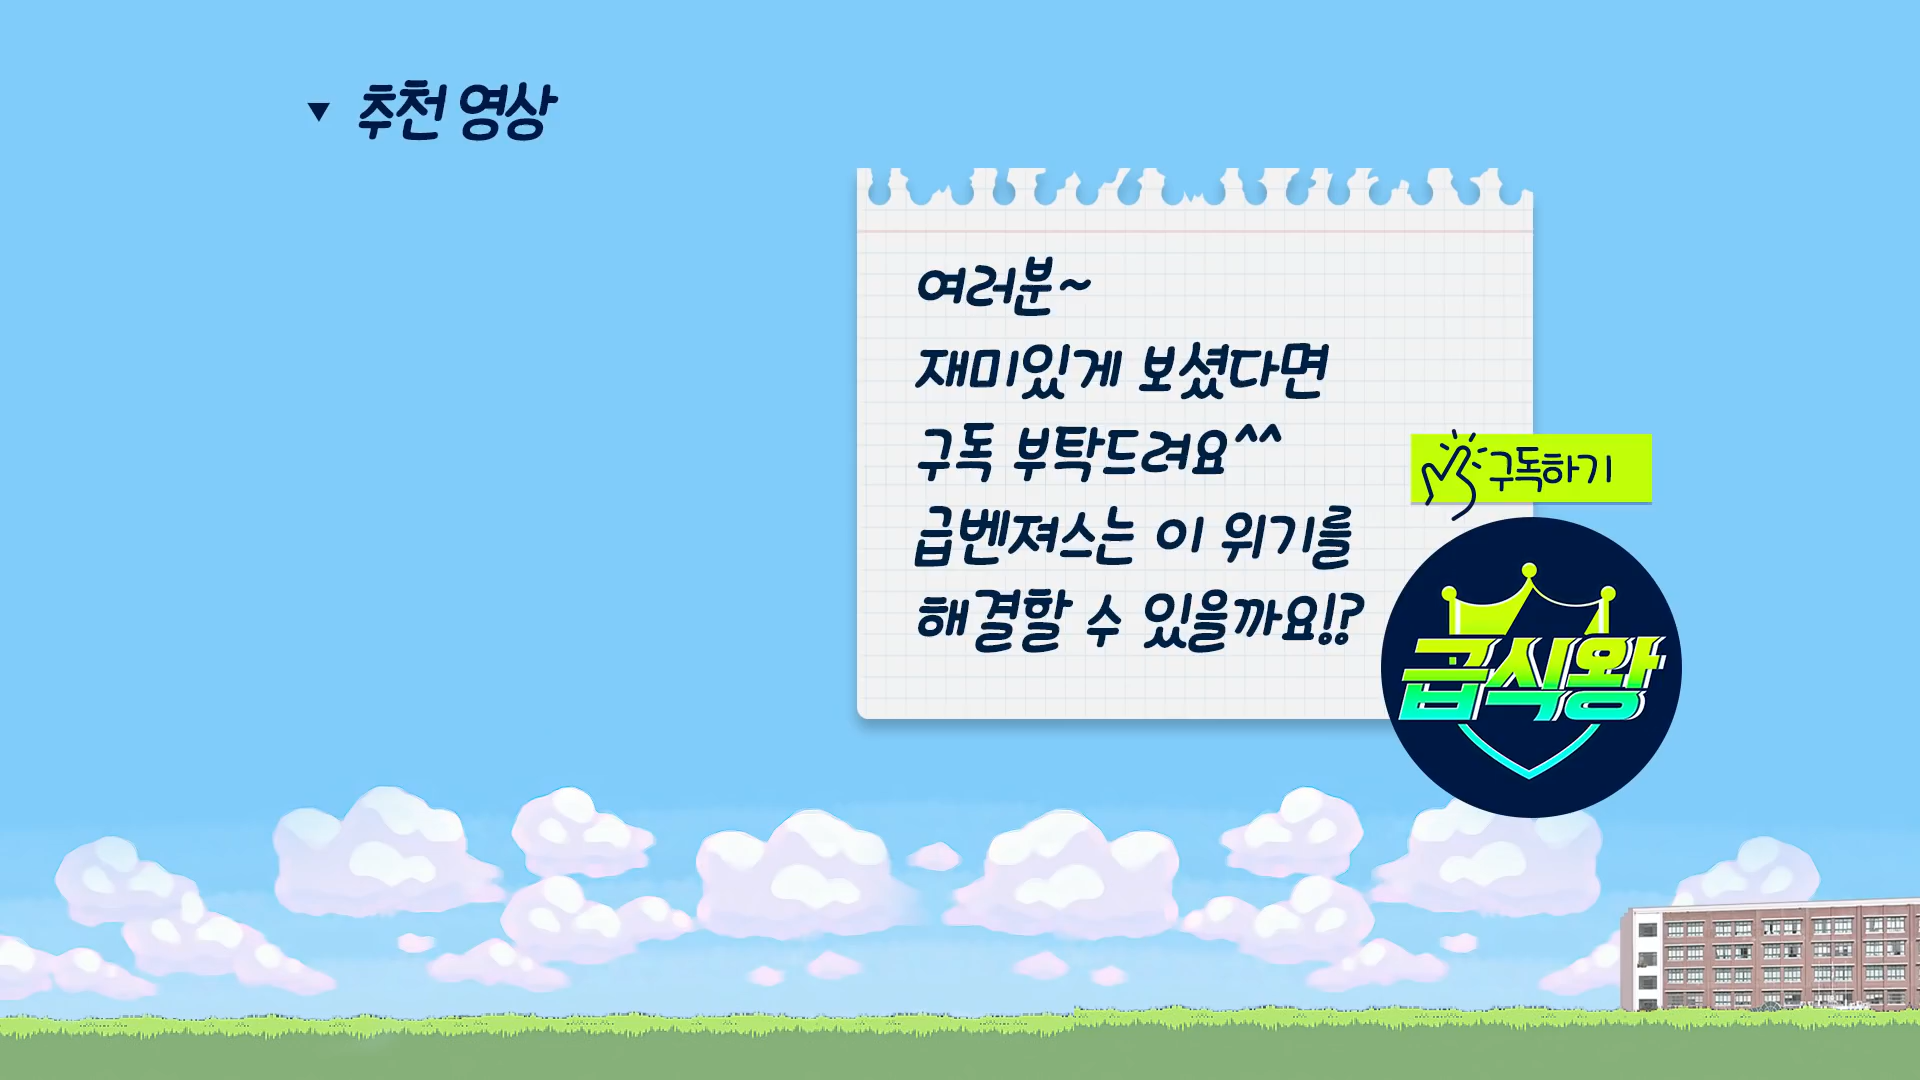 ▼ 추천 영상
여러분~
재미있게 보셨다면
구독 부탁드려요^^
급벤져스는 이 위기를
해결할 수 있을까요!?
구독하기
급식왕